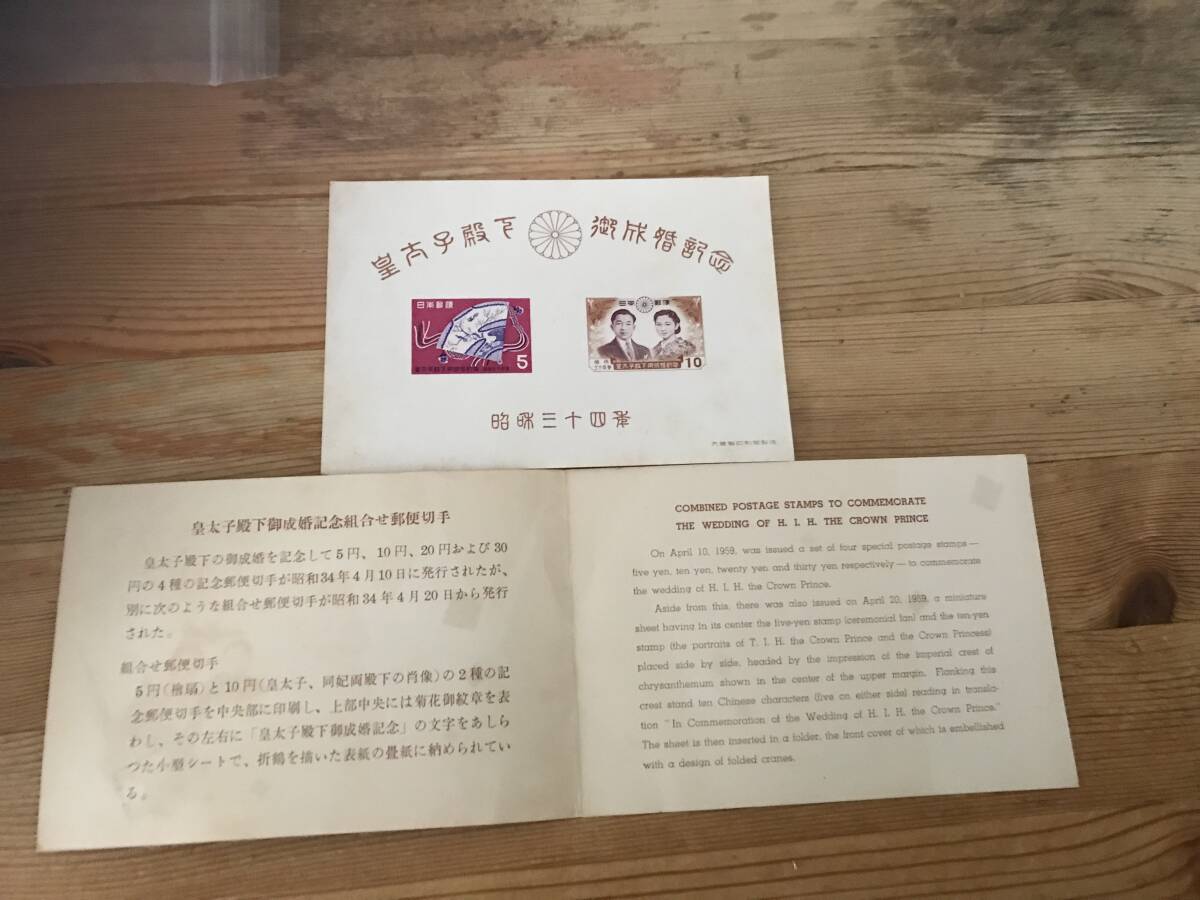 皇太子殿下 御成婚記念
日本郵便
5
日本郵便
10
皇太子殿下御成婚記念
昭和三十四年
大蔵省印刷局製造
皇太子殿下御成婚記念組合せ郵便切手
皇太子殿下の御成婚を記念して5円、10円、20円および30
円の4種の記念郵便切手が昭和34年4月10日に発行されたが、
別に次のような組合せ郵便切手が昭和34年4月20日から発行
された。
組合せ郵便切手
5円(檜扇)と10円(皇太子、同妃両殿下の肖像)の2種の記
念郵便切手を中央部に印刷し、上部中央には菊花御紋章を表
わし、その左右に「皇太子殿下御成婚記念」の文字をあしら
つた小型シートで、折鶴を描いた表紙の畳紙に納められてい
る。
COMBINED POSTAGE STAMPS TO COMMEMORATE
THE WEDDING OF H. I. H. THE CROWN PRINCE
On April 10, 1959, was issued a set of four special postage stamps—
five yen, ten yen, twenty yen and thirty yen respectively—to commemorate
the wedding of H. I. H. the Crown Prince.
Aside from this, there was also issued on April 20, 1959, a miniature
sheet having in its center the five-yen stamp (ceremonial fan) and the ten-yen
stamp (the portraits of T. I. H. the Crown Prince and the Crown Princess)
placed side by side, headed by the impression of the Imperial crest of
chrysanthemum shown in the center of the upper margin. Flanking this
crest stand ten Chinese characters (five on either side) reading in transla-
tion "In Commemoration of the Wedding of H. I. H. the Crown Prince."
The sheet is then inserted in a folder, the front cover of which is embellished
with a design of folded cranes.